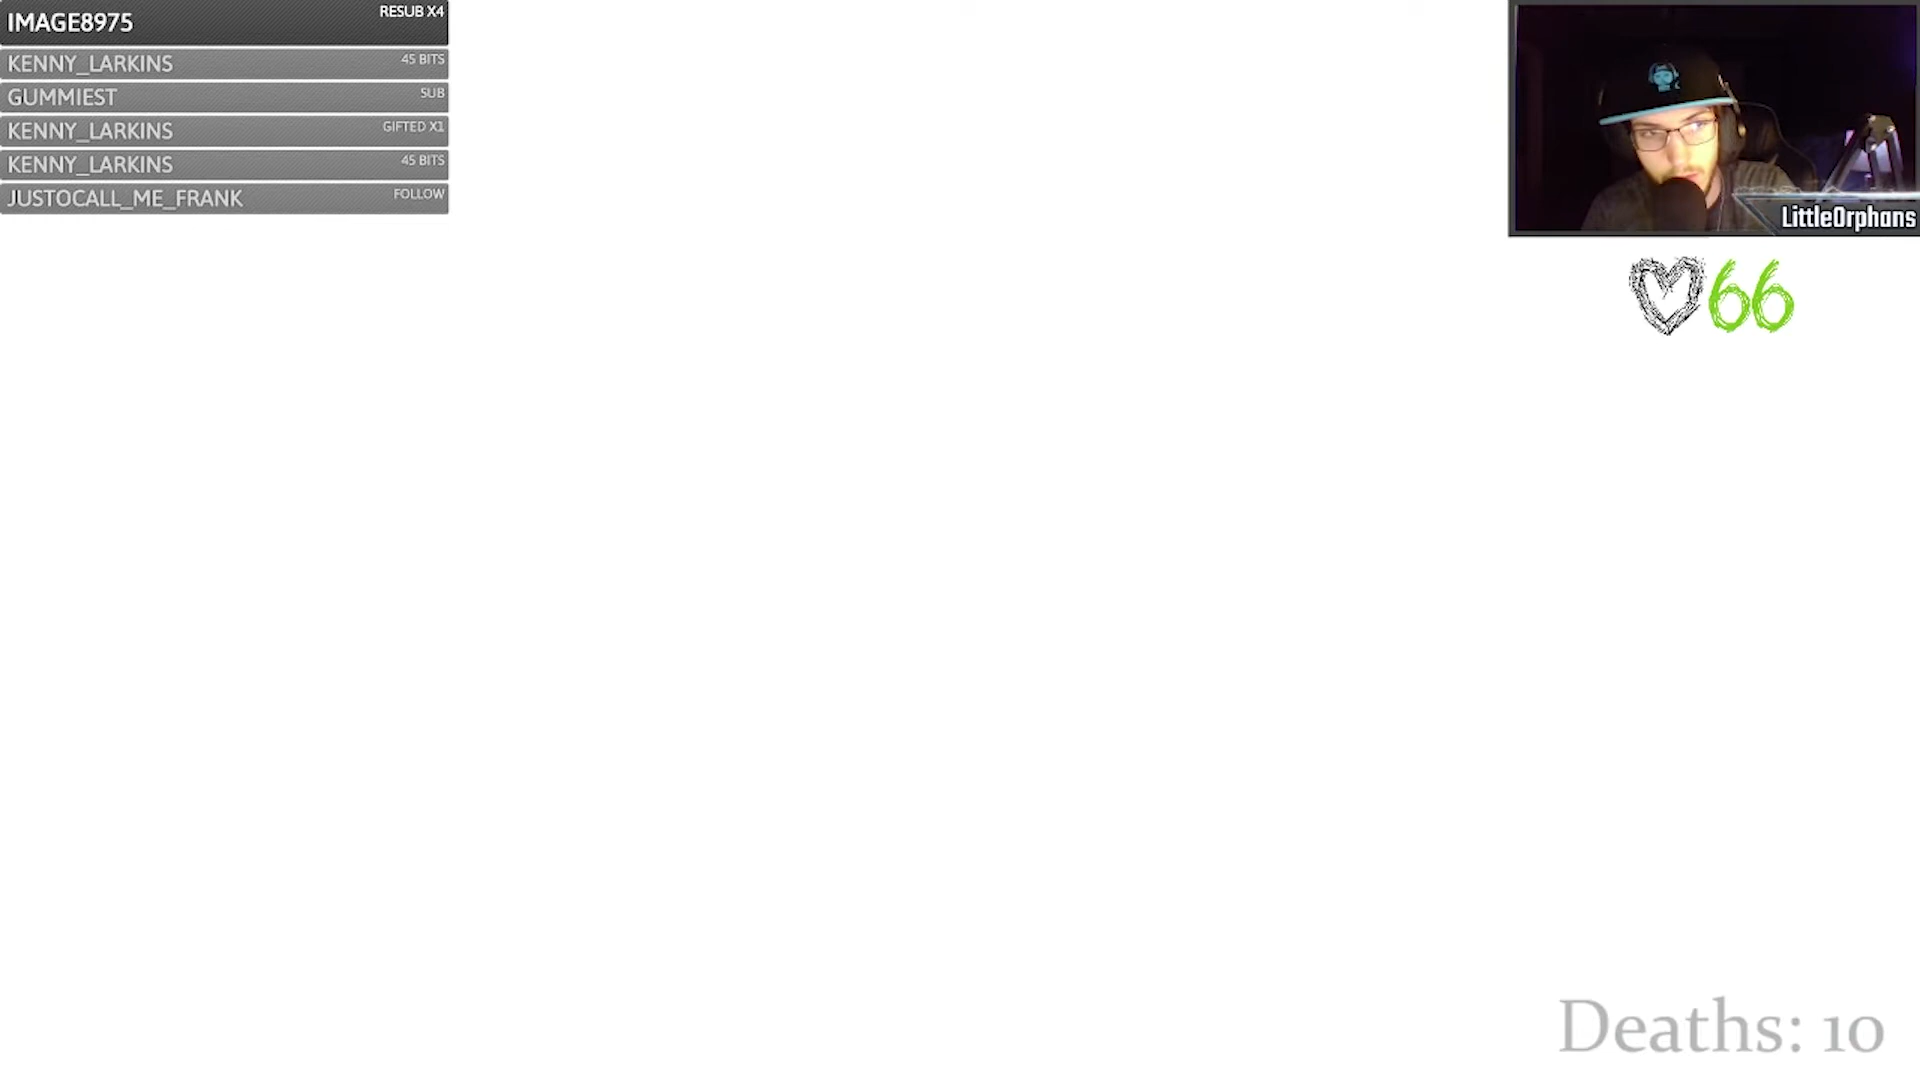 IMAGE8975 RESUB X4
KENNY_LARKINS 45 BITS
GUMMIEST SUB
KENNY_LARKINS GIFTED X1
KENNY_LARKINS 45 BITS
JUSTOCALL_ME_FRANK FOLLOW
LittleOrphans
66
Deaths: 10